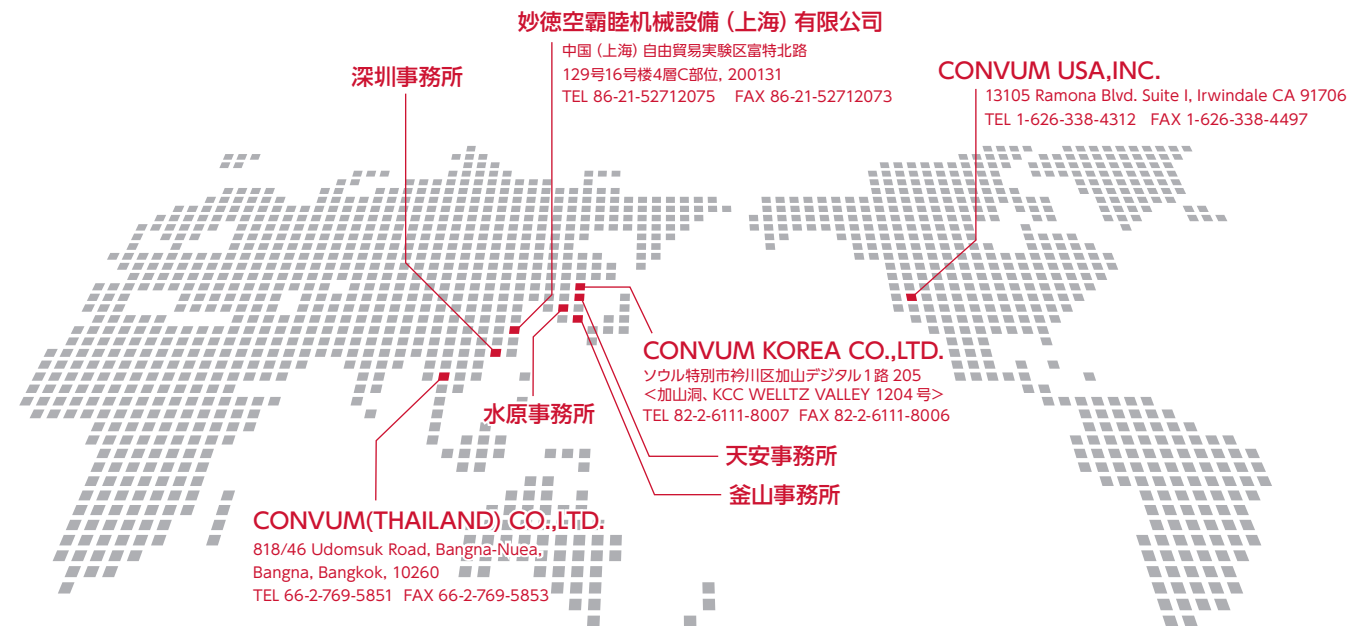 妙徳空霸睦机械設備（上海）有限公司
中国（上海）自由貿易実験区富特北路
129号16号楼4層C部位, 200131
TEL 86-21-52712075 FAX 86-21-52712073
深圳事務所
CONVUM USA,INC.
13105 Ramona Blvd. Suite I, Irwindale CA 91706
TEL 1-626-338-4312 FAX 1-626-338-4497
CONVUM KOREA CO.,LTD.
ソウル特別市衿川区加山デジタル1路 205
＜加山洞、KCC WELLTZ VALLEY 1204 号＞
TEL 82-2-6111-8007 FAX 82-2-6111-8006
水原事務所
天安事務所
釜山事務所
CONVUM(THAILAND) CO.,LTD.
818/46 Udomsuk Road, Bangna-Nuea,
Bangna, Bangkok, 10260
TEL 66-2-769-5851 FAX 66-2-769-5853